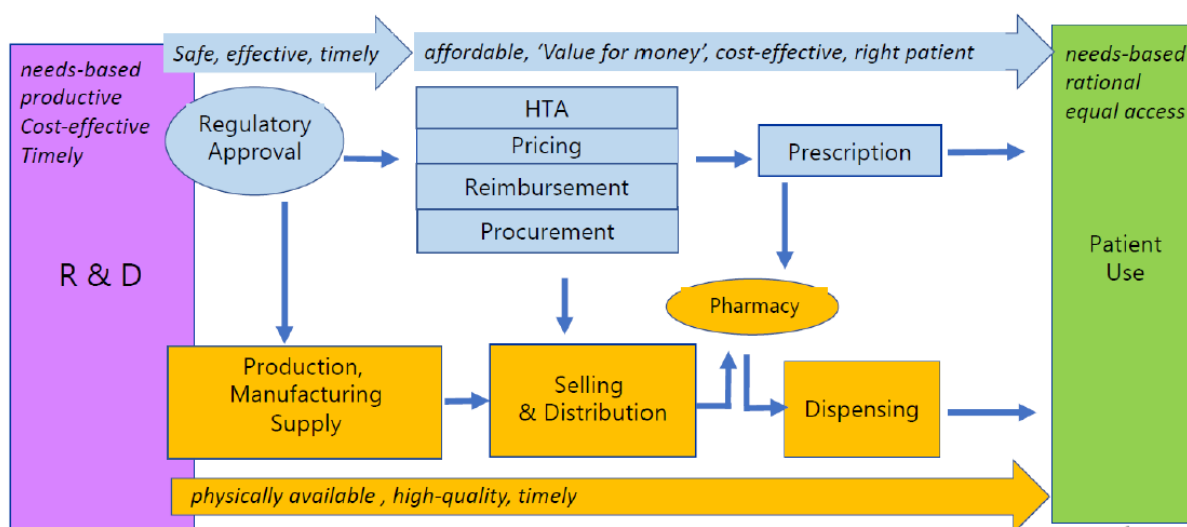 Safe, effective, timely
affordable, ‘Value for money’, cost-effective, right patient
needs-based
productive
Cost-effective
Timely
R & D
Regulatory
Approval
HTA
Pricing
Reimbursement
Procurement
Prescription
needs-based
rational
equal access
Patient
Use
Pharmacy
Production,
Manufacturing
Supply
Selling
& Distribution
Dispensing
physically available , high-quality, timely